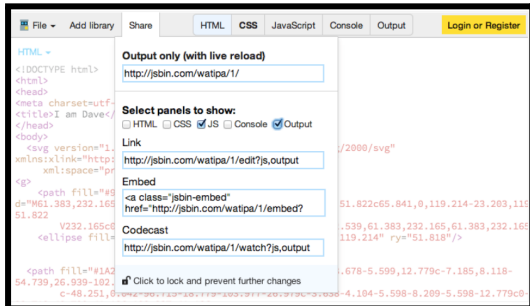 File Add library Share HTML CSS JavaScript Console Output Login or Register
HTML
<!DOCTYPE html>
<html>
<head>
<meta charset=utf-
<title>I am Dave</
</head>
<body>
<svg version="1.
xmlns:xlink="http:
xml:space="pr
<g>
<path fill="#9
d="M61.383,232.165
51.822
V232.165c0
<ellipse fill=
<path fill="#1A2
54.739,26.939-102.
Output only (with live reload)
http://jsbin.com/watipa/1/
Select panels to show:
HTML CSS JS Console Output
Link
http://jsbin.com/watipa/1/edit?js,output
Embed
<a class="jsbin-embed"
href="http://jsbin.com/watipa/1/embed?
Codecast
http://jsbin.com/watipa/1/watch?js,output
Click to lock and prevent further changes
/2000/svg"
51.822c65.841,0,119.214-23.203,119
.539,61.383,232.165,61.383,232.165
119.214" ry="51.818"/>
.678-5.599,12.779c-7.185,8.118-